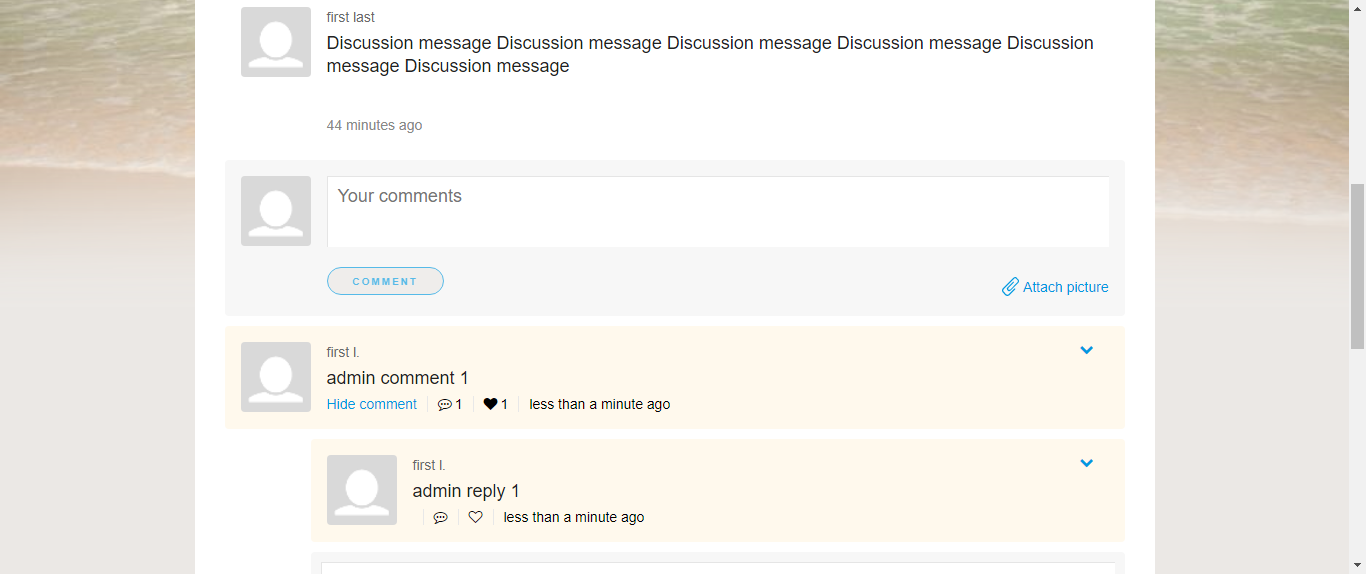 first last
Discussion message Discussion message Discussion message Discussion message Discussion
message Discussion message
44 minutes ago
Your comments
COMMENT
Attach picture
first l.
admin comment 1
Hide comment 1 1 less than a minute ago
first l.
admin reply 1
less than a minute ago